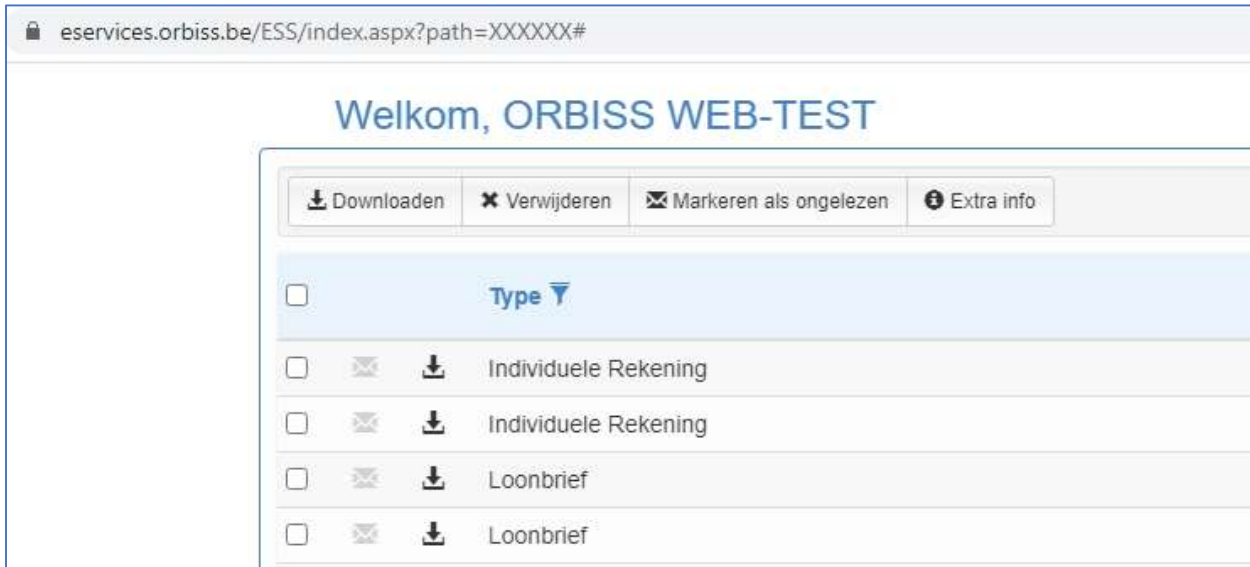 eservices.orbiss.be/ESS/index.aspx?path=XXXXXX#
Welkom, ORBISS WEB-TEST
Downloaden Verwijderen Markeren als ongelezen Extra info
Type
Individuele Rekening
Individuele Rekening
Loonbrief
Loonbrief